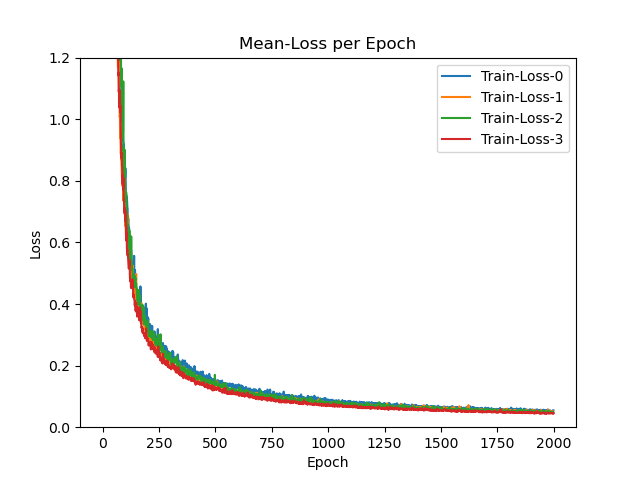 Mean-Loss per Epoch
1.2
1.0
0.8
0.6
0.4
0.2
0.0
Loss
Train-Loss-0
Train-Loss-1
Train-Loss-2
Train-Loss-3
0 250 500 750 1000 1250 1500 1750 2000
Epoch